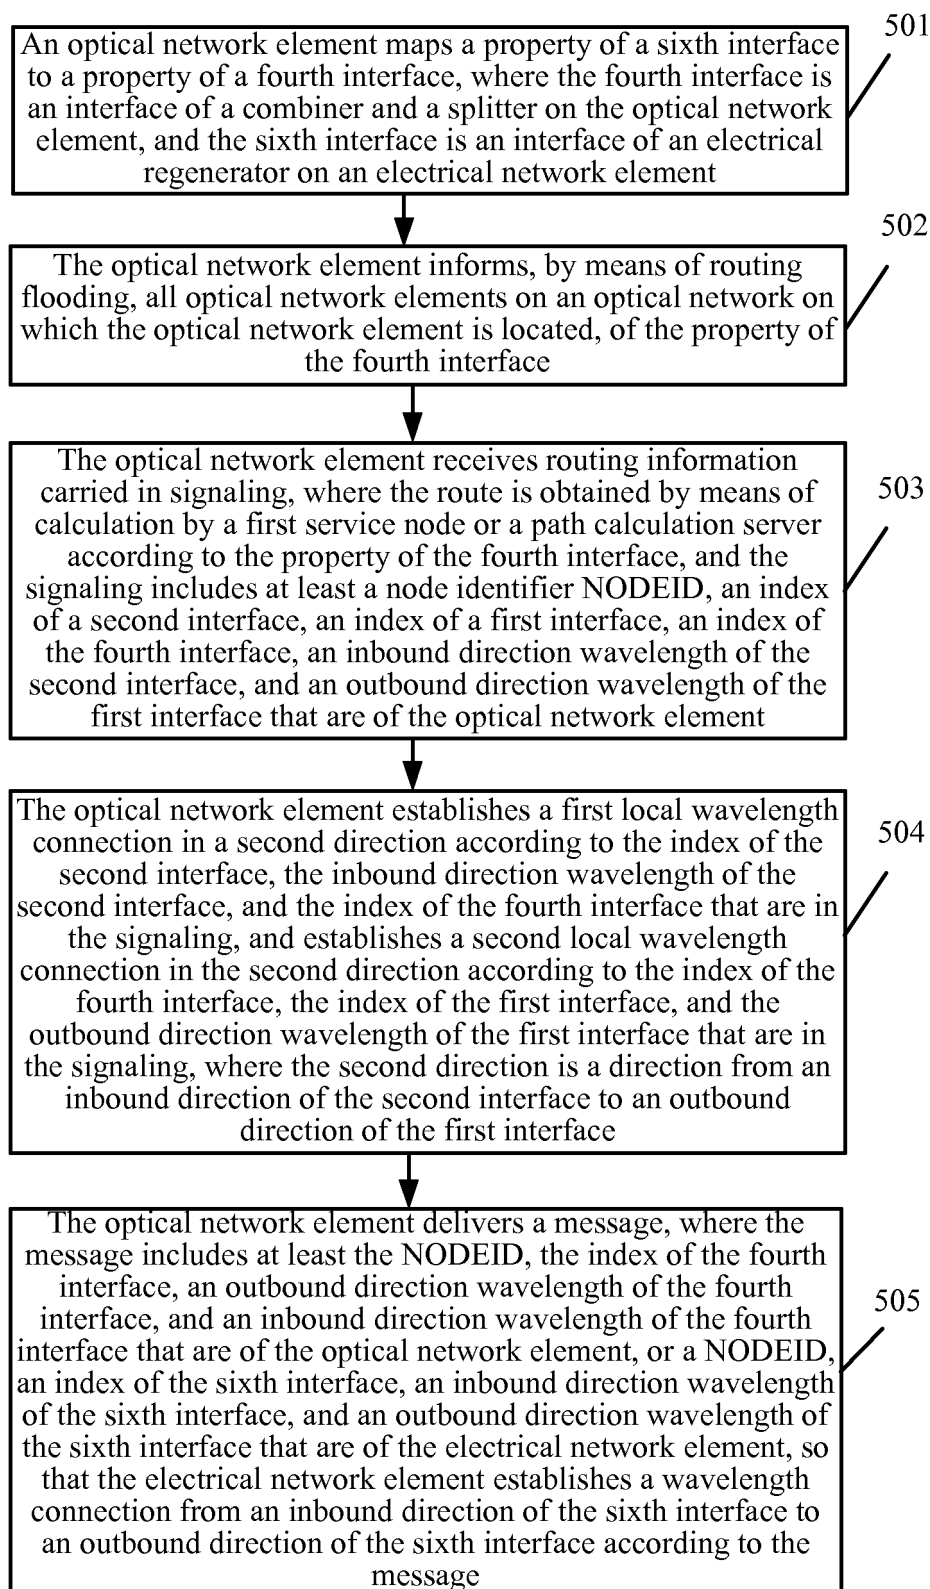 501
An optical network element maps a property of a sixth interface
to a property of a fourth interface, where the fourth interface is
an interface of a combiner and a splitter on the optical network
element, and the sixth interface is an interface of an electrical
regenerator on an electrical network element
502
The optical network element informs, by means of routing
flooding, all optical network elements on an optical network on
which the optical network element is located, of the property of
the fourth interface
503
The optical network element receives routing information
carried in signaling, where the route is obtained by means of
calculation by a first service node or a path calculation server
according to the property of the fourth interface, and the
signaling includes at least a node identifier NODEID, an index
of a second interface, an index of a first interface, an index of
the fourth interface, an inbound direction wavelength of the
second interface, and an outbound direction wavelength of the
first interface that are of the optical network element
504
The optical network element establishes a first local wavelength
connection in a second direction according to the index of the
second interface, the inbound direction wavelength of the
second interface, and the index of the fourth interface that are in
the signaling, and establishes a second local wavelength
connection in the second direction according to the index of the
fourth interface, the index of the first interface, and the
outbound direction wavelength of the first interface that are in
the signaling, where the second direction is a direction from an
inbound direction of the second interface to an outbound
direction of the first interface
505
The optical network element delivers a message, where the
message includes at least the NODEID, the index of the fourth
interface, an outbound direction wavelength of the fourth
interface, and an inbound direction wavelength of the fourth
interface that are of the optical network element, or a NODEID,
an index of the sixth interface, an inbound direction wavelength
of the sixth interface, and an outbound direction wavelength of
the sixth interface that are of the electrical network element, so
that the electrical network element establishes a wavelength
connection from an inbound direction of the sixth interface to
an outbound direction of the sixth interface according to the
message